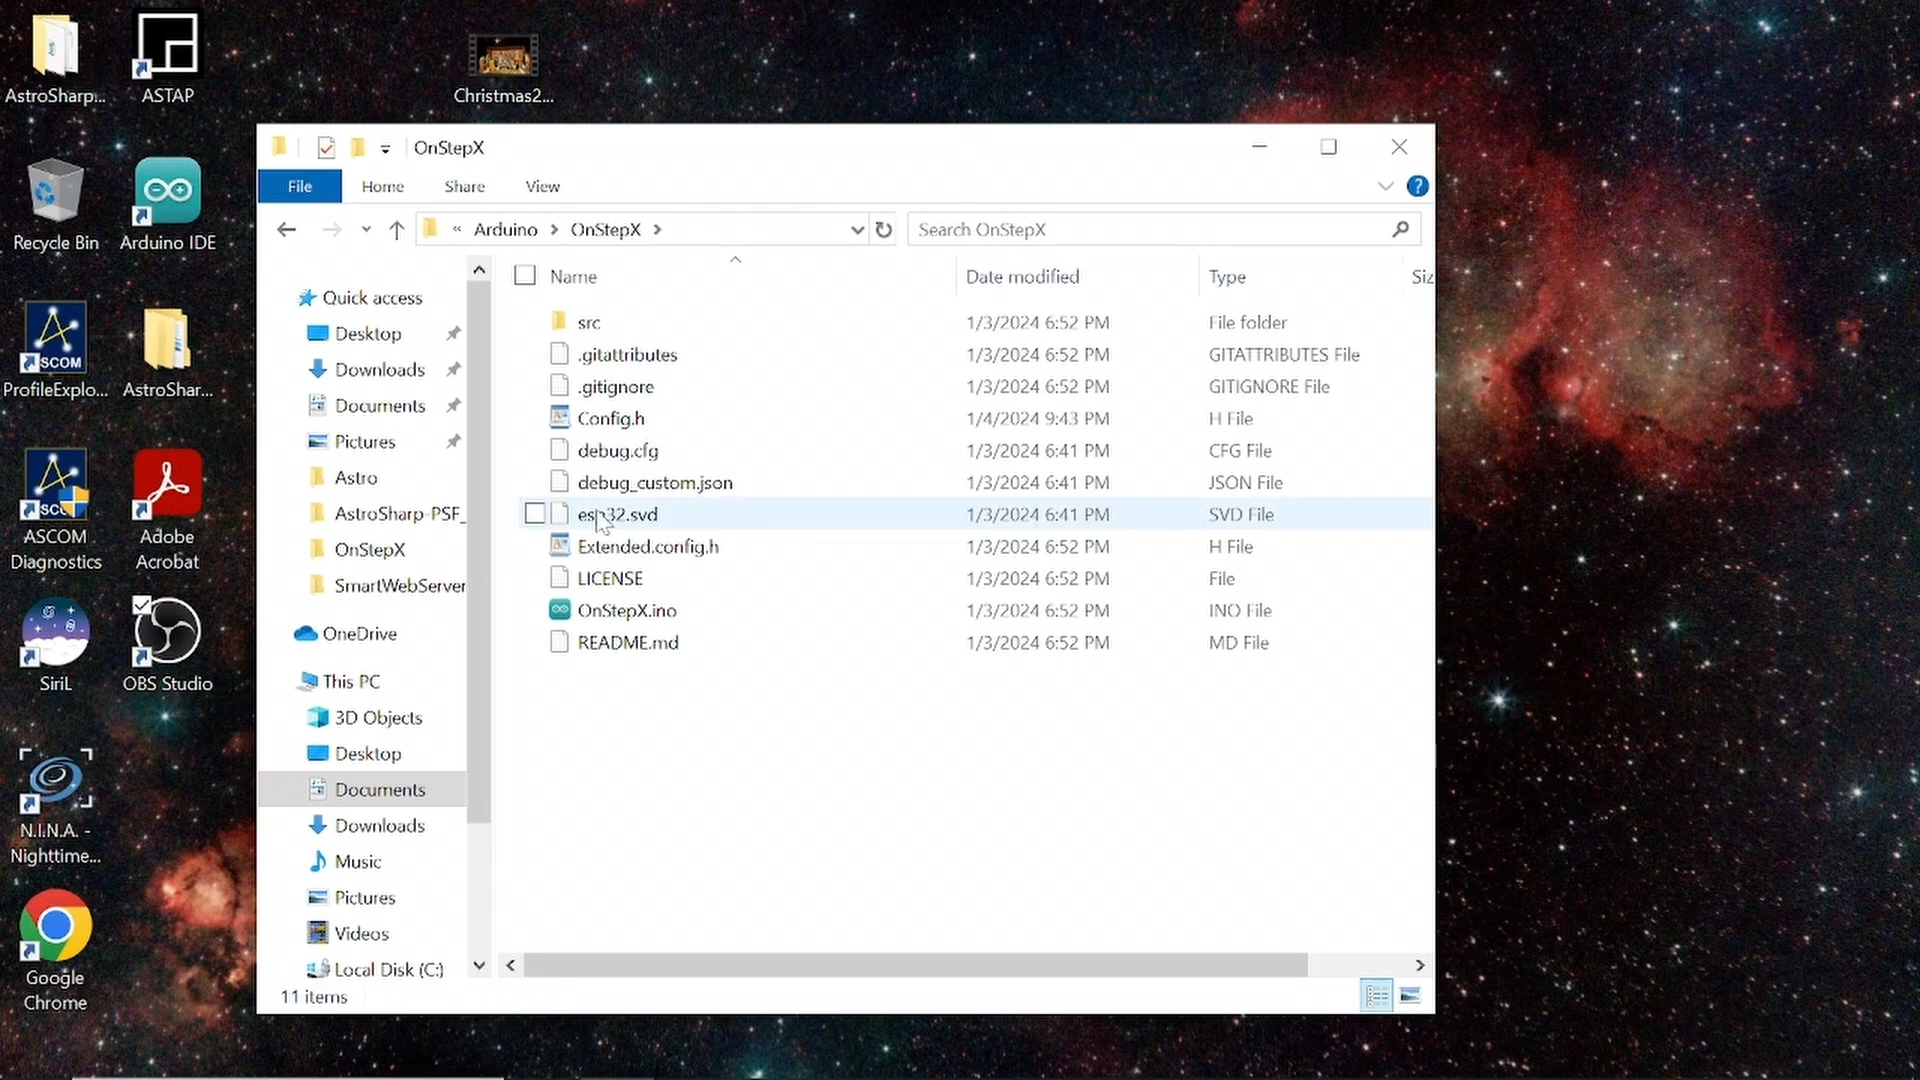 AstroSharp...
ASTAP
Christmas2...
Recycle Bin
Arduino IDE
ASCOM
ProfileExplo...
AstroShar...
ASCOM
Diagnostics
Adobe
Acrobat
SiriL
OBS Studio
N.I.N.A. -
Nighttime...
Google
Chrome
OnStepX
File
Home
Share
View
?
«
Arduino
OnStepX
Search OnStepX
Quick access
Desktop
Downloads
Documents
Pictures
Astro
AstroSharp-PSF_
OnStepX
SmartWebServer
OneDrive
This PC
3D Objects
Desktop
Documents
Downloads
Music
Pictures
Videos
Local Disk (C:)
Name Date modified Type Siz
src 1/3/2024 6:52 PM File folder
.gitattributes 1/3/2024 6:52 PM GITATTRIBUTES File
.gitignore 1/3/2024 6:52 PM GITIGNORE File
Config.h 1/4/2024 9:43 PM H File
debug.cfg 1/3/2024 6:41 PM CFG File
debug_custom.json 1/3/2024 6:41 PM JSON File
esp32.svd 1/3/2024 6:41 PM SVD File
Extended.config.h 1/3/2024 6:52 PM H File
LICENSE 1/3/2024 6:52 PM File
OnStepX.ino 1/3/2024 6:52 PM INO File
README.md 1/3/2024 6:52 PM MD File
11 items